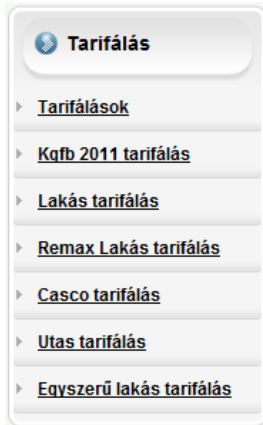 Tarifálás
Tarifálások
Kgfb 2011 tarifálás
Lakás tarifálás
Remax Lakás tarifálás
Casco tarifálás
Utas tarifálás
Egyszerű lakás tarifálás